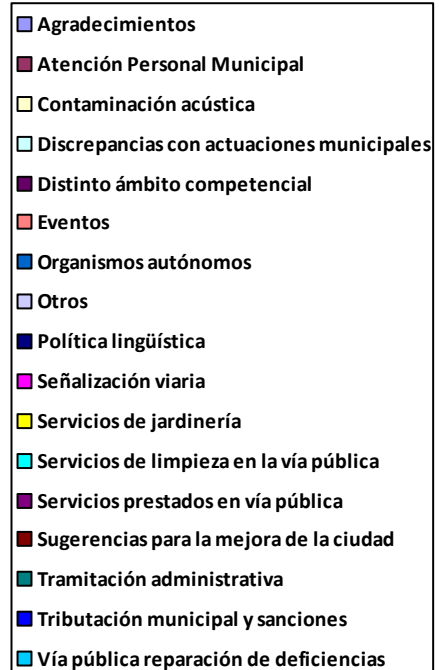 Agradecimientos
Atención Personal Municipal
Contaminación acústica
Discrepancias con actuaciones municipales
Distinto ámbito competencial
Eventos
Organismos autónomos
Otros
Política lingüística
Señalización viaria
Servicios de jardinería
Servicios de limpieza en la vía pública
Servicios prestados en vía pública
Sugerencias para la mejora de la ciudad
Tramitación administrativa
Tributación municipal y sanciones
Vía pública reparación de deficiencias